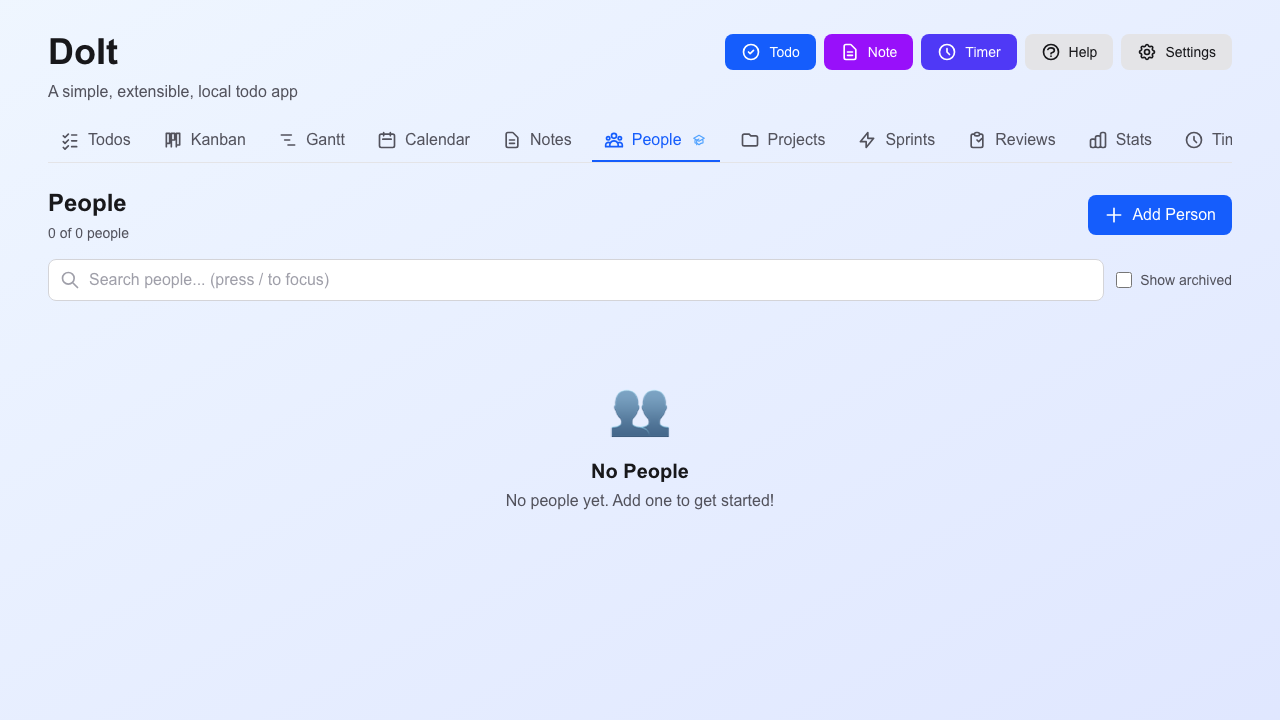 DoIt
Todo
Note
Timer
Help
Settings
A simple, extensible, local todo app
Todos
Kanban
Gantt
Calendar
Notes
People
Projects
Sprints
Reviews
Stats
People
0 of 0 people
Add Person
Search people... (press / to focus)
Show archived
No People
No people yet. Add one to get started!